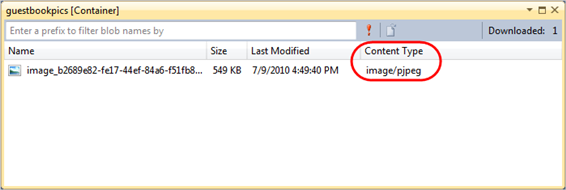 guestbookpics [Container]
Enter a prefix to filter blob names by
Downloaded: 1
Name Size Last Modified Content Type
image_b2689e82-fe17-44ef-84a6-f51fb8... 549 KB 7/9/2010 4:49:40 PM image/pjpeg